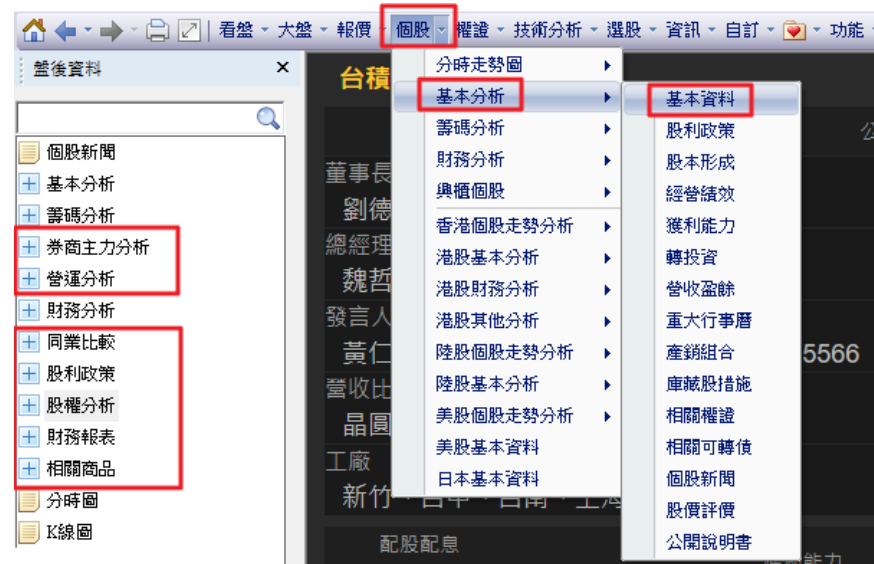 看盤 大盤 報價 個股 權證 技術分析 選股 資訊 自訂 功能
盤後資料
個股新聞
基本分析
籌碼分析
券商主力分析
營運分析
財務分析
同業比較
股利政策
股權分析
財務報表
相關商品
分時圖
K線圖
台積
董事長
劉德
總經理
魏哲
發言人
黃仁
5566
營收比
晶圓
工廠
新竹
配股配息
分時走勢圖
基本分析
籌碼分析
財務分析
興櫃個股
香港個股走勢分析
港股基本分析
港股財務分析
港股其他分析
陸股個股走勢分析
陸股基本分析
美股個股走勢分析
美股基本資料
日本基本資料
基本資料
股利政策
股本形成
經營績效
獲利能力
轉投資
營收盈餘
重大行事曆
產銷組合
庫藏股措施
相關權證
相關可轉債
個股新聞
股價評價
公開說明書